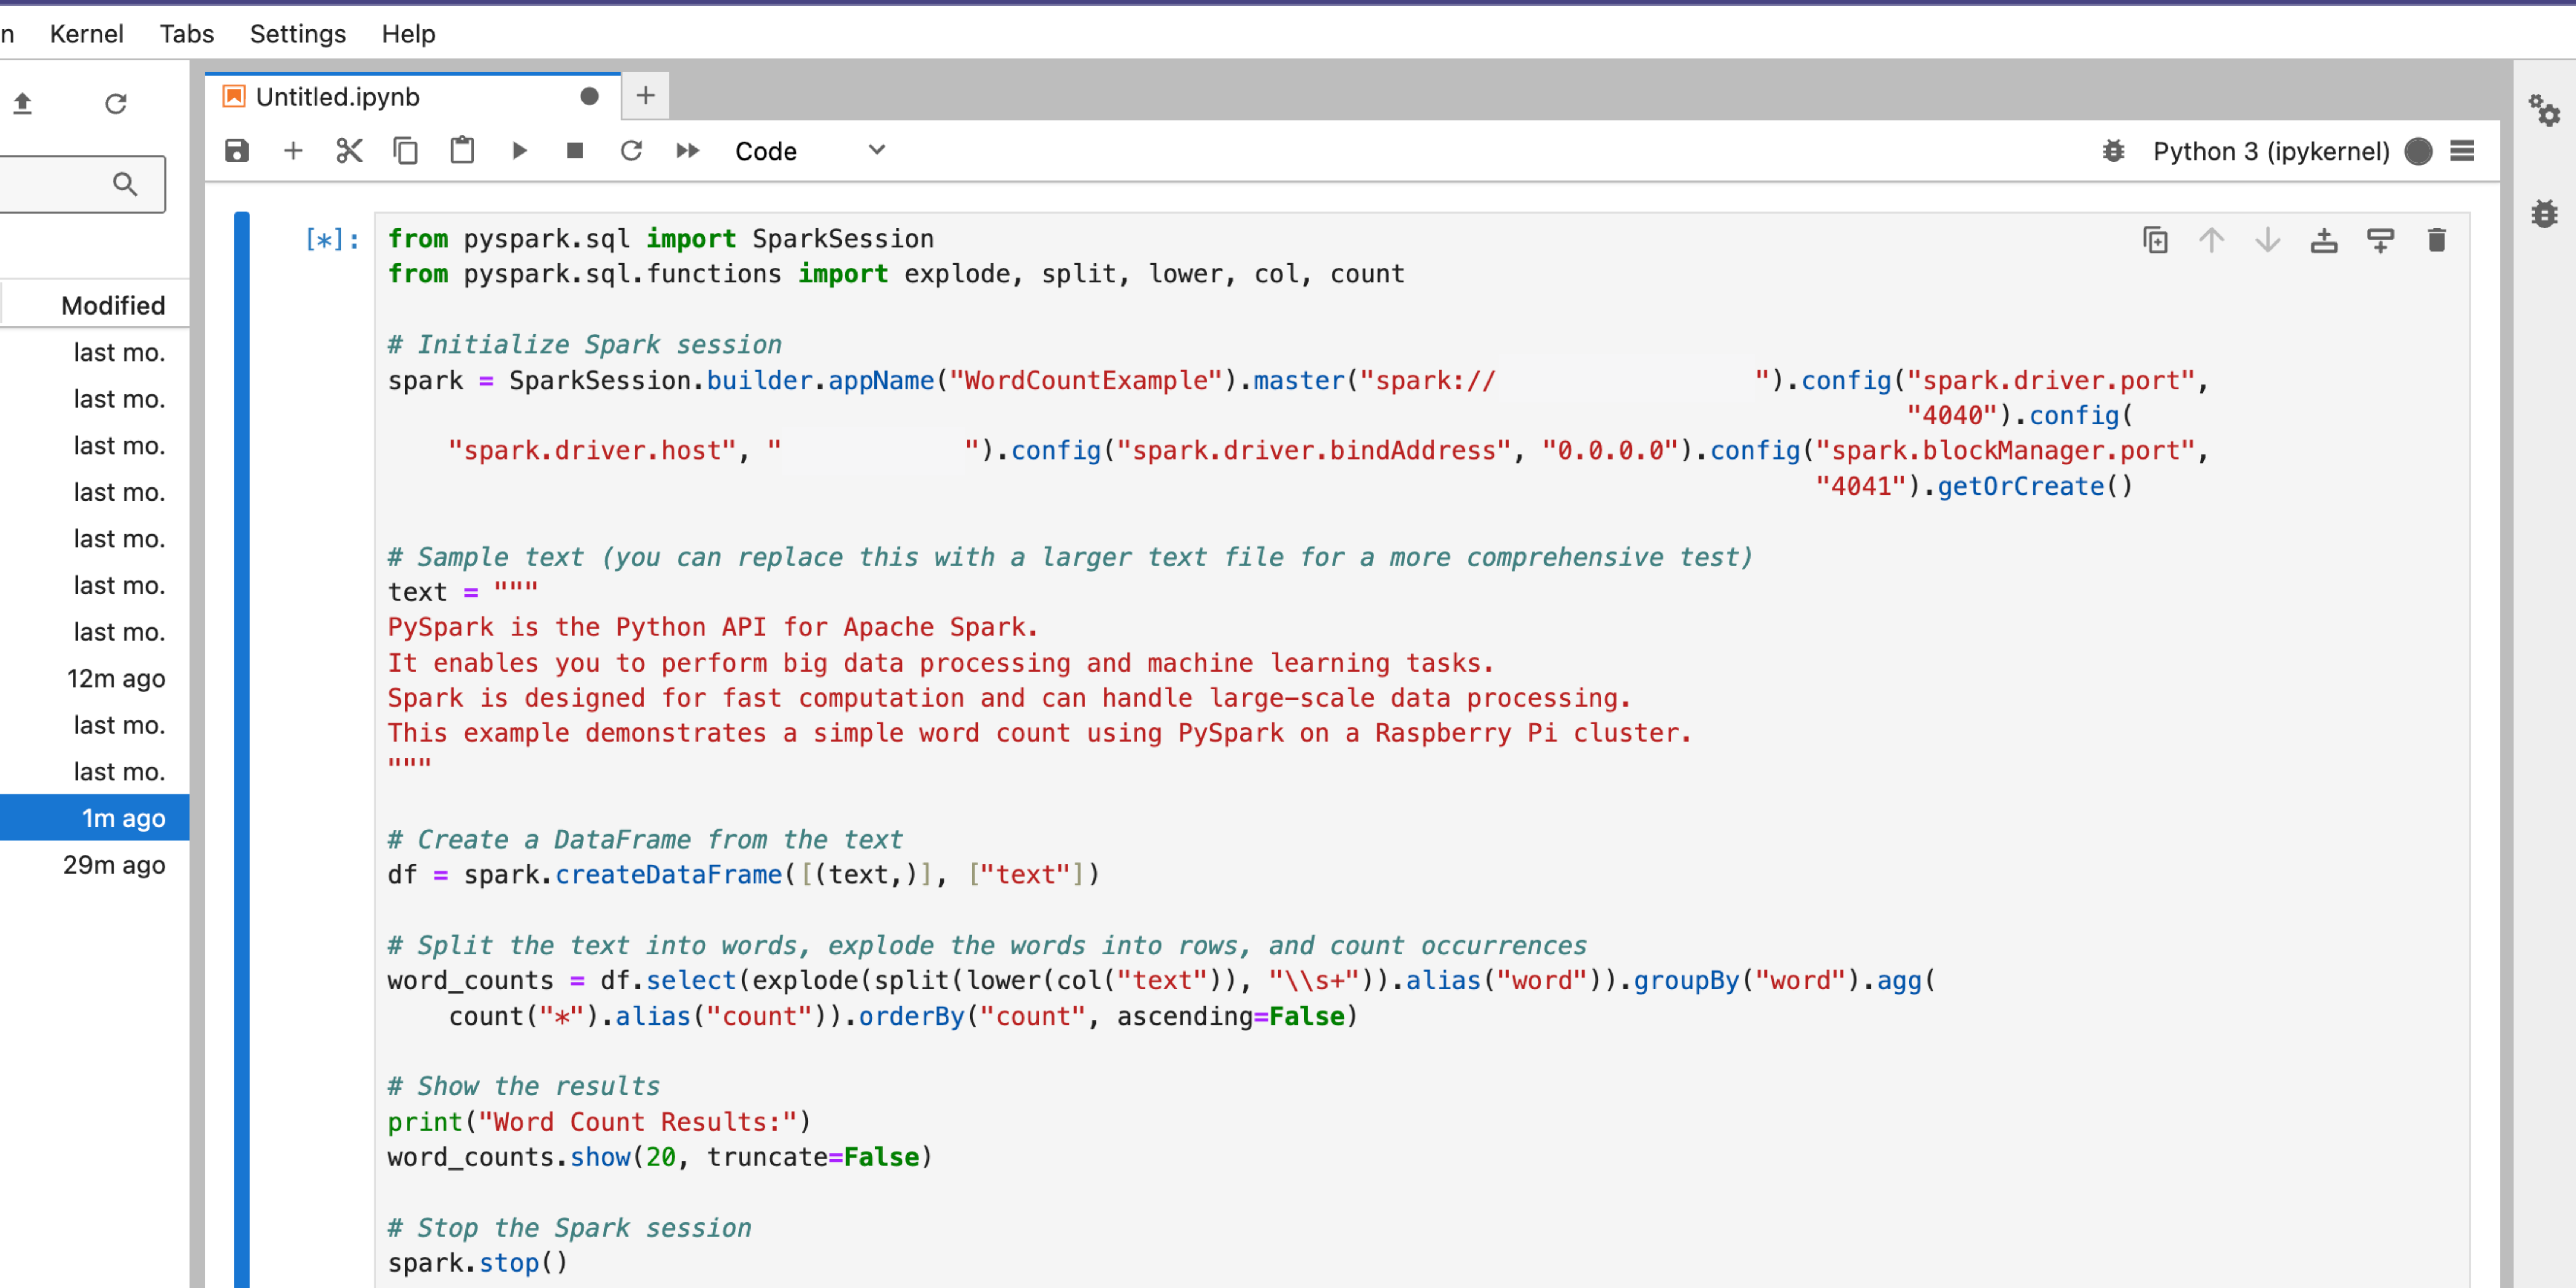 n Kernel Tabs Settings Help
Untitled.ipynb
Code
Python 3 (ipykernel)
Modified
last mo.
last mo.
last mo.
last mo.
last mo.
last mo.
last mo.
12m ago
last mo.
last mo.
1m ago
29m ago
[*]:
from pyspark.sql import SparkSession
from pyspark.sql.functions import explode, split, lower, col, count
# Initialize Spark session
spark = SparkSession.builder.appName("WordCountExample").master("spark:// ").config("spark.driver.port",
"4040").config(
"spark.driver.host", " ").config("spark.driver.bindAddress", "0.0.0.0").config("spark.blockManager.port",
"4041").getOrCreate()
# Sample text (you can replace this with a larger text file for a more comprehensive test)
text = """
PySpark is the Python API for Apache Spark.
It enables you to perform big data processing and machine learning tasks.
Spark is designed for fast computation and can handle large-scale data processing.
This example demonstrates a simple word count using PySpark on a Raspberry Pi cluster.
"""
# Create a DataFrame from the text
df = spark.createDataFrame([(text,)], ["text"])
# Split the text into words, explode the words into rows, and count occurrences
word_counts = df.select(explode(split(lower(col("text")), "\\s+")).alias("word")).groupBy("word").agg(
count("*").alias("count")).orderBy("count", ascending=False)
# Show the results
print("Word Count Results:")
word_counts.show(20, truncate=False)
# Stop the Spark session
spark.stop()